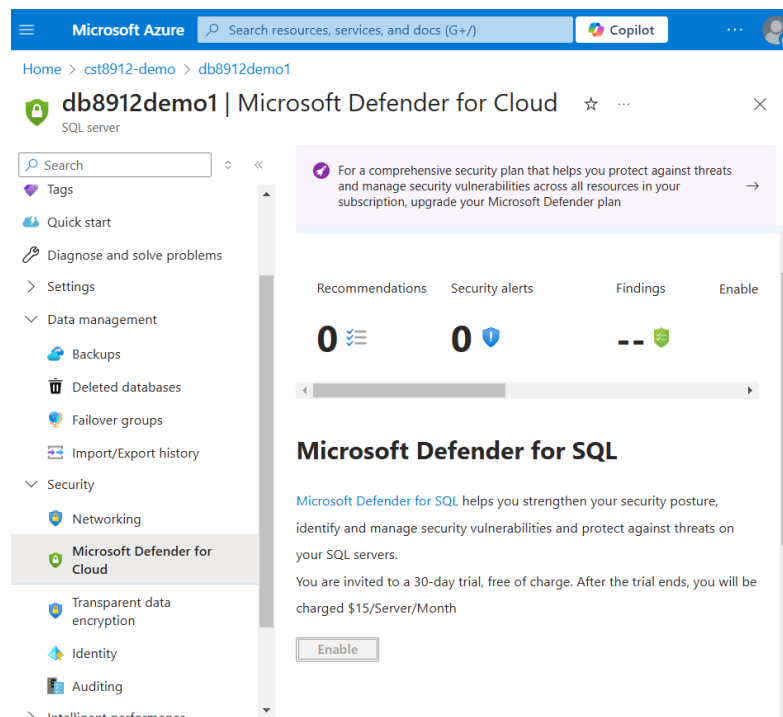 Microsoft Azure
Search resources, services, and docs (G+/)
Copilot
Home > cst8912-demo > db8912demo1
db8912demo1 | Microsoft Defender for Cloud
SQL server
Search
Tags
Quick start
Diagnose and solve problems
Settings
Data management
Backups
Deleted databases
Failover groups
Import/Export history
Security
Networking
Microsoft Defender for
Cloud
Transparent data
encryption
Identity
Auditing
Intelligent performance
For a comprehensive security plan that helps you protect against threats
and manage security vulnerabilities across all resources in your
subscription, upgrade your Microsoft Defender plan
Recommendations Security alerts Findings Enable
0 0 --
Microsoft Defender for SQL
Microsoft Defender for SQL helps you strengthen your security posture,
identify and manage security vulnerabilities and protect against threats on
your SQL servers.
You are invited to a 30-day trial, free of charge. After the trial ends, you will be
charged $15/Server/Month
Enable